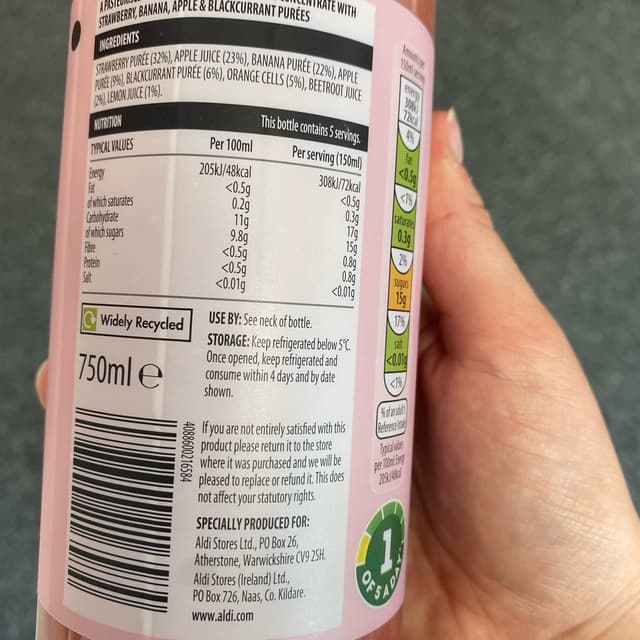 A PASTEURIS
CONCENTRATE WITH
STRAWBERRY, BANANA, APPLE & BLACKCURRANT PURÉES
INGREDIENTS
STRAWBERRY PURÉE (32%), APPLE JUICE (23%), BANANA PURÉE (22%), APPLE
PURÉE (9%), BLACKCURRANT PURÉE (6%), ORANGE CELLS (5%), BEETROOT JUICE
(2%), LEMON JUICE (1%).
NUTRITION This bottle contains 5 servings.
TYPICAL VALUES Per 100ml Per serving (150ml)
Energy 205kJ/48kcal 308kJ/72kcal
Fat <0.5g <0.5g
of which saturates 0.2g 0.3g
Carbohydrate 11g 17g
of which sugars 9.8g 15g
Fibre <0.5g 0.8g
Protein <0.5g 0.8g
Salt <0.01g <0.01g
Widely Recycled
750ml e
USE BY: See neck of bottle.
STORAGE: Keep refrigerated below 5°C.
Once opened, keep refrigerated and
consume within 4 days and by date
shown.
4088600216584
If you are not entirely satisfied with this
product please return it to the store
where it was purchased and we will be
pleased to replace or refund it. This does
not affect your statutory rights.
SPECIALLY PRODUCED FOR:
Aldi Stores Ltd., PO Box 26,
Atherstone, Warwickshire CV9 2SH.
Aldi Stores (Ireland) Ltd.,
PO Box 726, Naas, Co. Kildare.
www.aldi.com
150ml serving
energy
308kJ
72kcal
4%
fat
<0.5g
<1%
saturates
0.3g
2%
sugars
15g
17%
salt
<0.01g
<1%
% of an adult
Reference Intake
Typical values
per 100ml: Energy
205kJ/48kcal
1
OF 5 A DAY